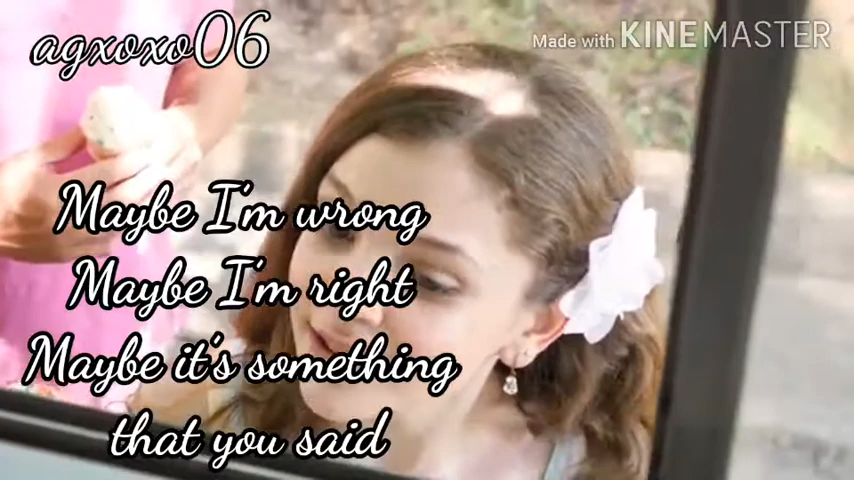 agxoxo06
Made with KINEMASTER
Maybe I'm wrong
Maybe I'm right
Maybe it's something
that you said